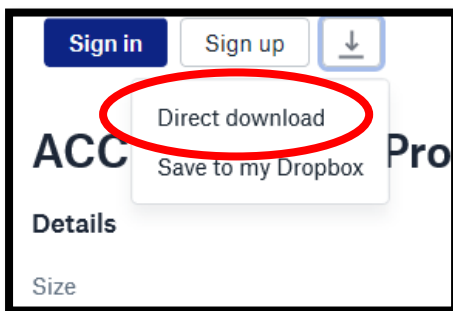 Sign in Sign up
Direct download
ACC Pro
Save to my Dropbox
Details
Size